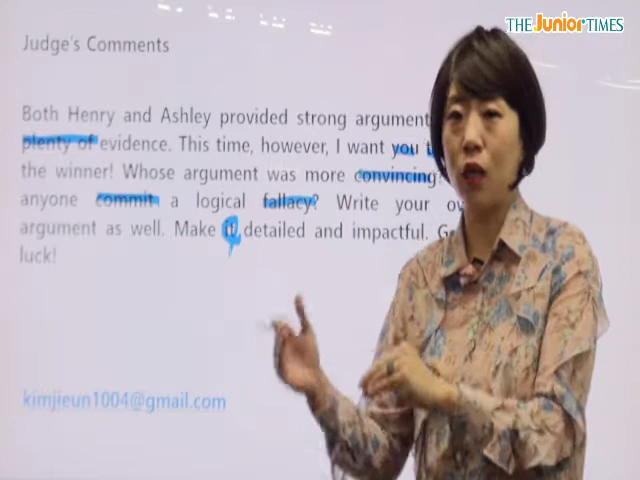 THE Junior TIMES
Judge's Comments
Both Henry and Ashley provided strong argument
plenty of evidence. This time, however, I want you
the winner! Whose argument was more convincing?
anyone commit a logical fallacy? Write your
argument as well. Make it detailed and impactful.
luck!
kimjieun1004@gmail.com